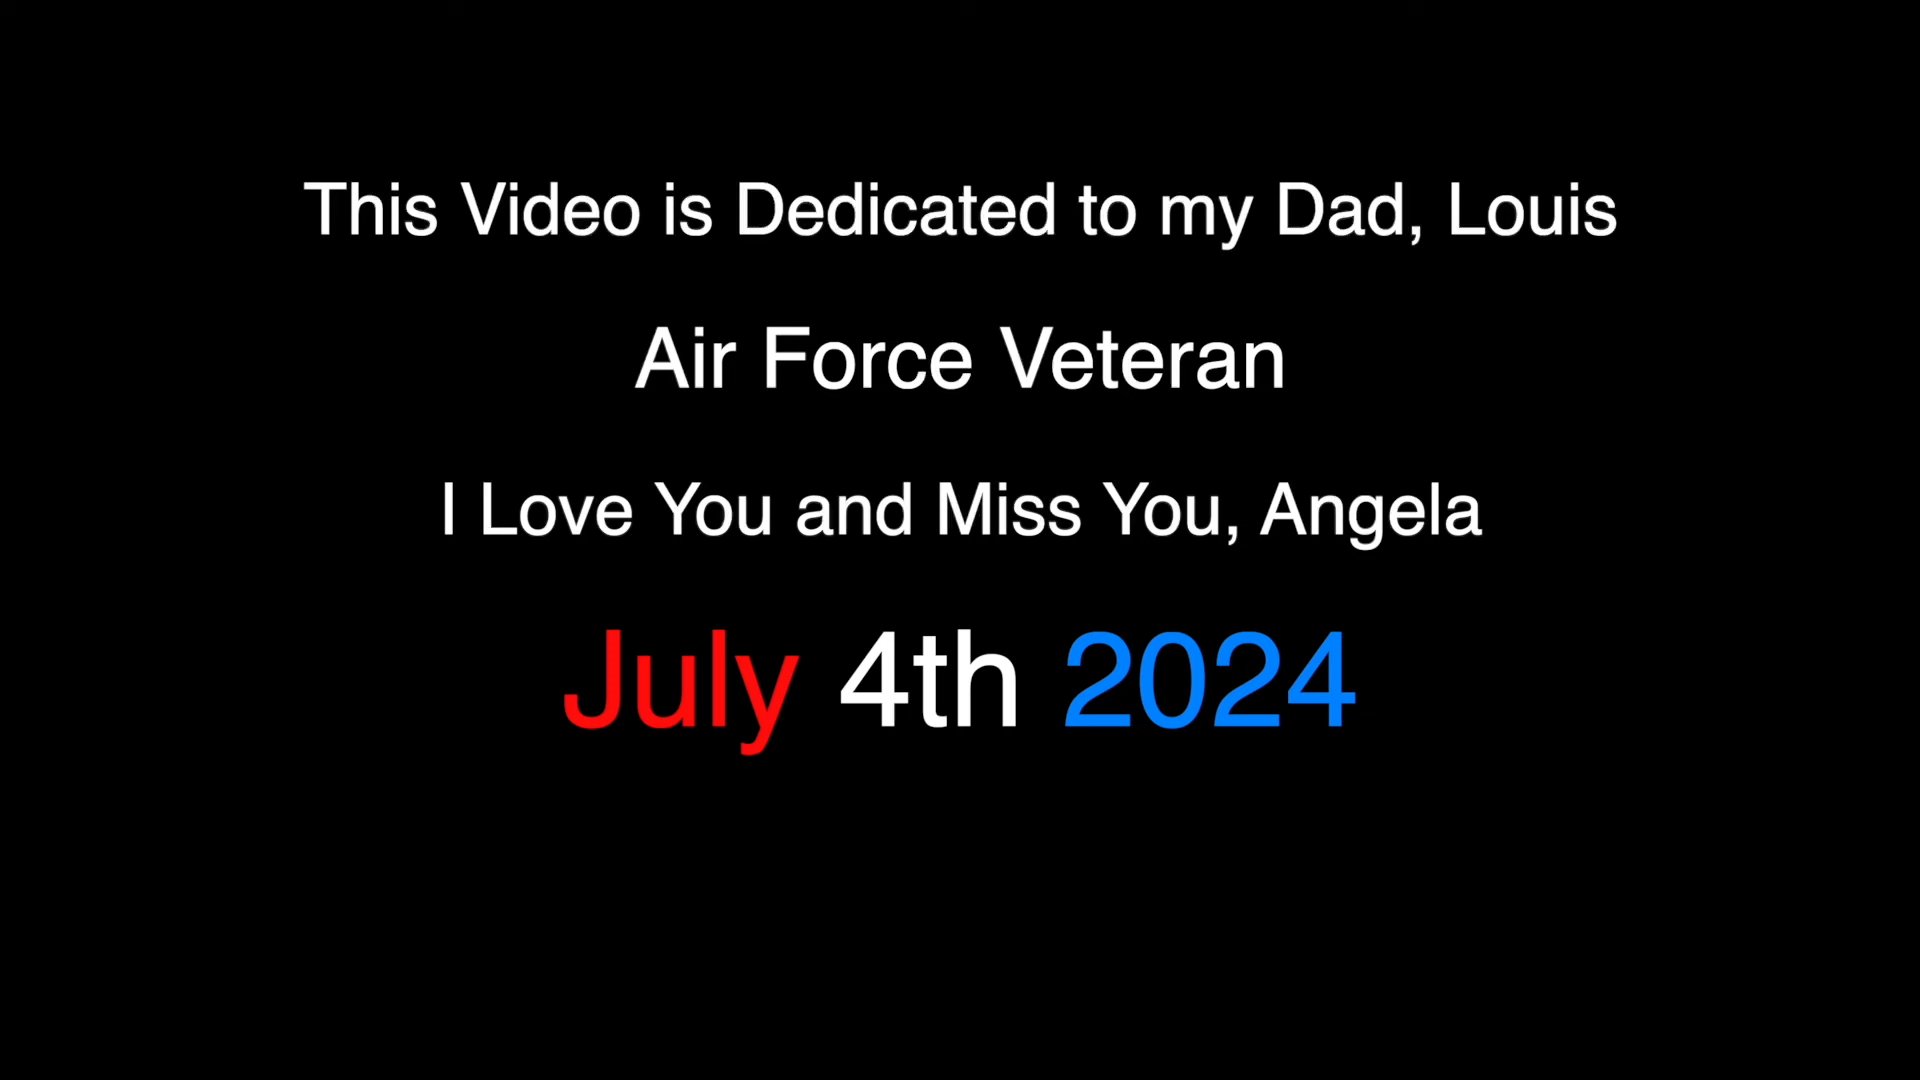 This Video is Dedicated to my Dad, Louis
Air Force Veteran
I Love You and Miss You, Angela
July 4th 2024